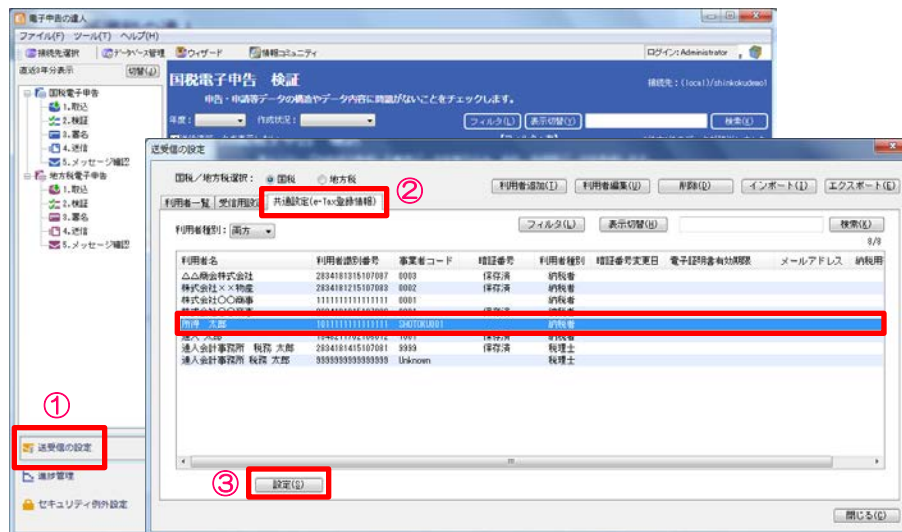 電子申告の達人
ファイル(F) ツール(T) ヘルプ(H)
接続先選択 データベース管理 ウィザード 情報コミュニティ ログイン: Administrator
直近3年分表示 切替(J)
国税電子申告 検証
接続先：(local)/shinkokudemo1
申告・申請等データの構造やデータ内容に問題がないことをチェックします。
年度： 作成状況： フィルタ(L) 表示切替(Y) 検索(K)
国税電子申告
1.取込
2.検証
3.署名
4.送信
5.メッセージ確認
地方税電子申告
1.取込
2.検証
3.署名
4.送信
5.メッセージ確認
①
送受信の設定
進捗管理
セキュリティ例外設定
送受信の設定
国税／地方税選択： 国税 地方税
②
利用者追加(T) 利用者編集(U) 削除(D) インポート(I) エクスポート(E)
利用者一覧 受信用設定 共通設定(e-Tax登録情報)
利用者種別： 両方 フィルタ(L) 表示切替(H) 検索(K)
8/8
利用者名 利用者識別番号 事業者コード 暗証番号 利用者種別 暗証番号変更日 電子証明書有効期限 メールアドレス 納税用
△△商会株式会社 2834181315107087 0003 保存済 納税者
株式会社××物産 2834181215107083 0002 保存済 納税者
株式会社○○商事 1111111111111111 0001 納税者
所得 太郎 1011111111111111 SHOTOKU001 納税者
達人会計事務所 税務 太郎 2834181415107081 9999 保存済 税理士
達人会計事務所 税務 太郎 9999999999999999 Unknown 税理士
③
設定(S)
閉じる(C)